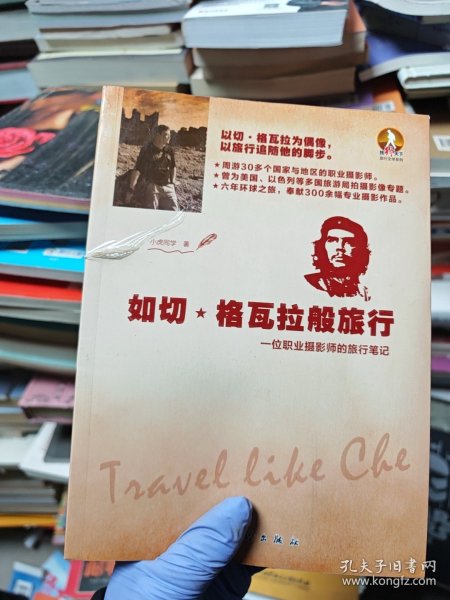 以切·格瓦拉为偶像，
以旅行追随他的脚步。
★周游30多个国家与地区的职业摄影师。
★曾为美国、以色列等多国旅游局拍摄影像专题。
★六年环球之旅，奉献300余幅专业摄影作品。
小虎同学 著
如切★格瓦拉般旅行
一位职业摄影师的旅行笔记
Travel like Che
出版社
孔夫子旧书网
http://www.kongfz.com